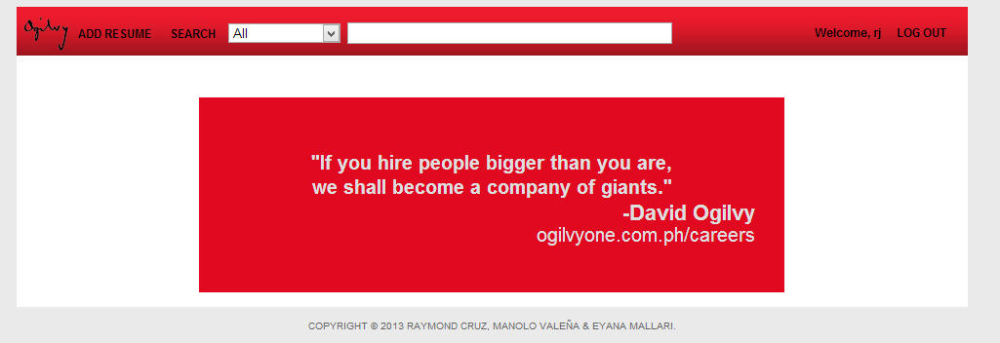 Ogilvy ADD RESUME SEARCH All Welcome, rj LOG OUT
"If you hire people bigger than you are,
we shall become a company of giants."
-David Ogilvy
ogilvyone.com.ph/careers
COPYRIGHT © 2013 RAYMOND CRUZ, MANOLO VALEÑA & EYANA MALLARI.